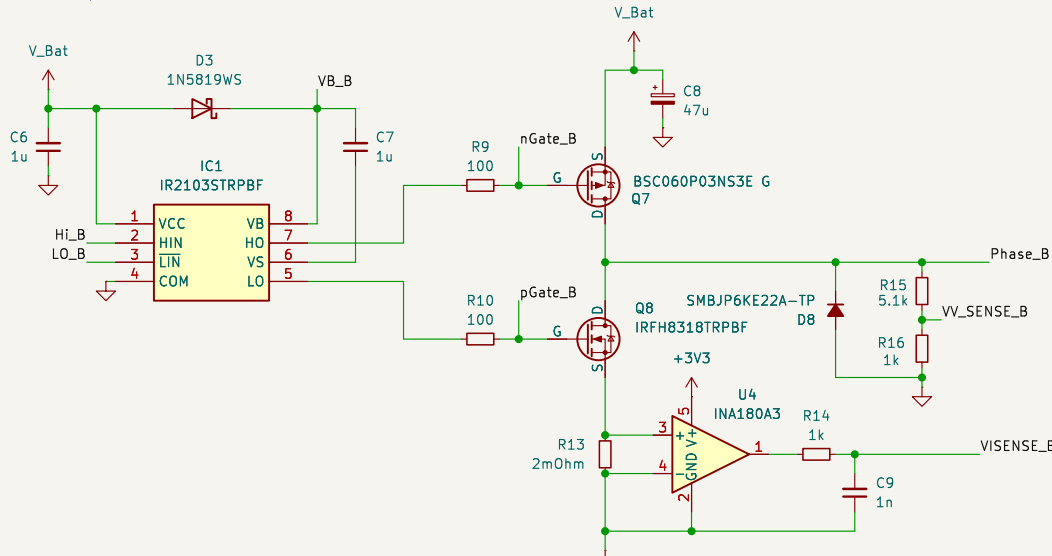 V_Bat
V_Bat
D3
1N5819WS
VB_B
C8
47u
C6
1u
C7
1u
IC1
IR2103STRPBF
R9
100
nGate_B
G
S
D
BSC060P03NS3E G
Q7
1
VCC
VB
8
Hi_B
2
HIN
HO
7
LO_B
3
LIN
VS
6
4
COM
LO
5
Phase_B
R10
100
pGate_B
G
D
S
Q8
IRFH8318TRPBF
SMBJP6KE22A-TP
D8
R15
5.1k
VV_SENSE_B
R16
1k
+3V3
U4
INA180A3
R13
2mOhm
3
4
5
2
1
+
-
V+
GND
R14
1k
VISENSE_B
C9
1n